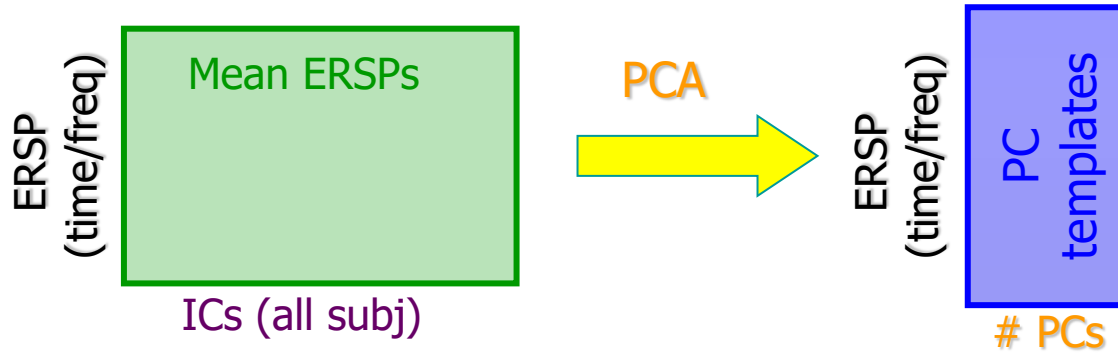 ERSP
(time/freq)
Mean ERSPs
ICs (all subj)
PCA
ERSP
(time/freq)
PC
templates
# PCs